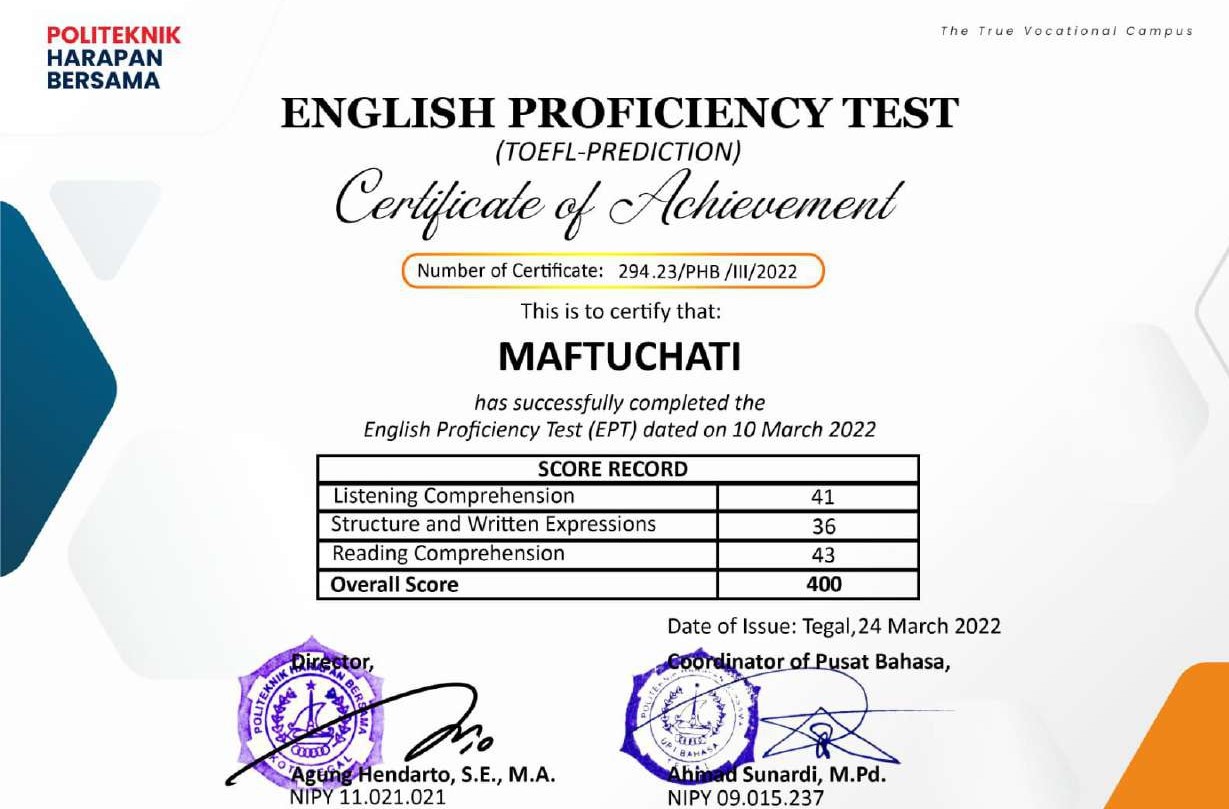 POLITEKNIK
HARAPAN
BERSAMA
The True Vocational Campus
ENGLISH PROFICIENCY TEST
(TOEFL-PREDICTION)
Certificate of Achievement
Number of Certificate: 294.23/PHB /III/2022
This is to certify that:
MAFTUCHATI
has successfully completed the
English Proficiency Test (EPT) dated on 10 March 2022
SCORE RECORD
Listening Comprehension 41
Structure and Written Expressions 36
Reading Comprehension 43
Overall Score 400
Date of Issue: Tegal,24 March 2022
Director,
Coordinator of Pusat Bahasa,
POLITEKNIK HARAPAN BERSAMA
KOTA TEGAL
POLITEKNIK HARAPAN BERSAMA
UPT BAHASA
Agung Hendarto, S.E., M.A.
NIPY 11.021.021
Ahmad Sunardi, M.Pd.
NIPY 09.015.237